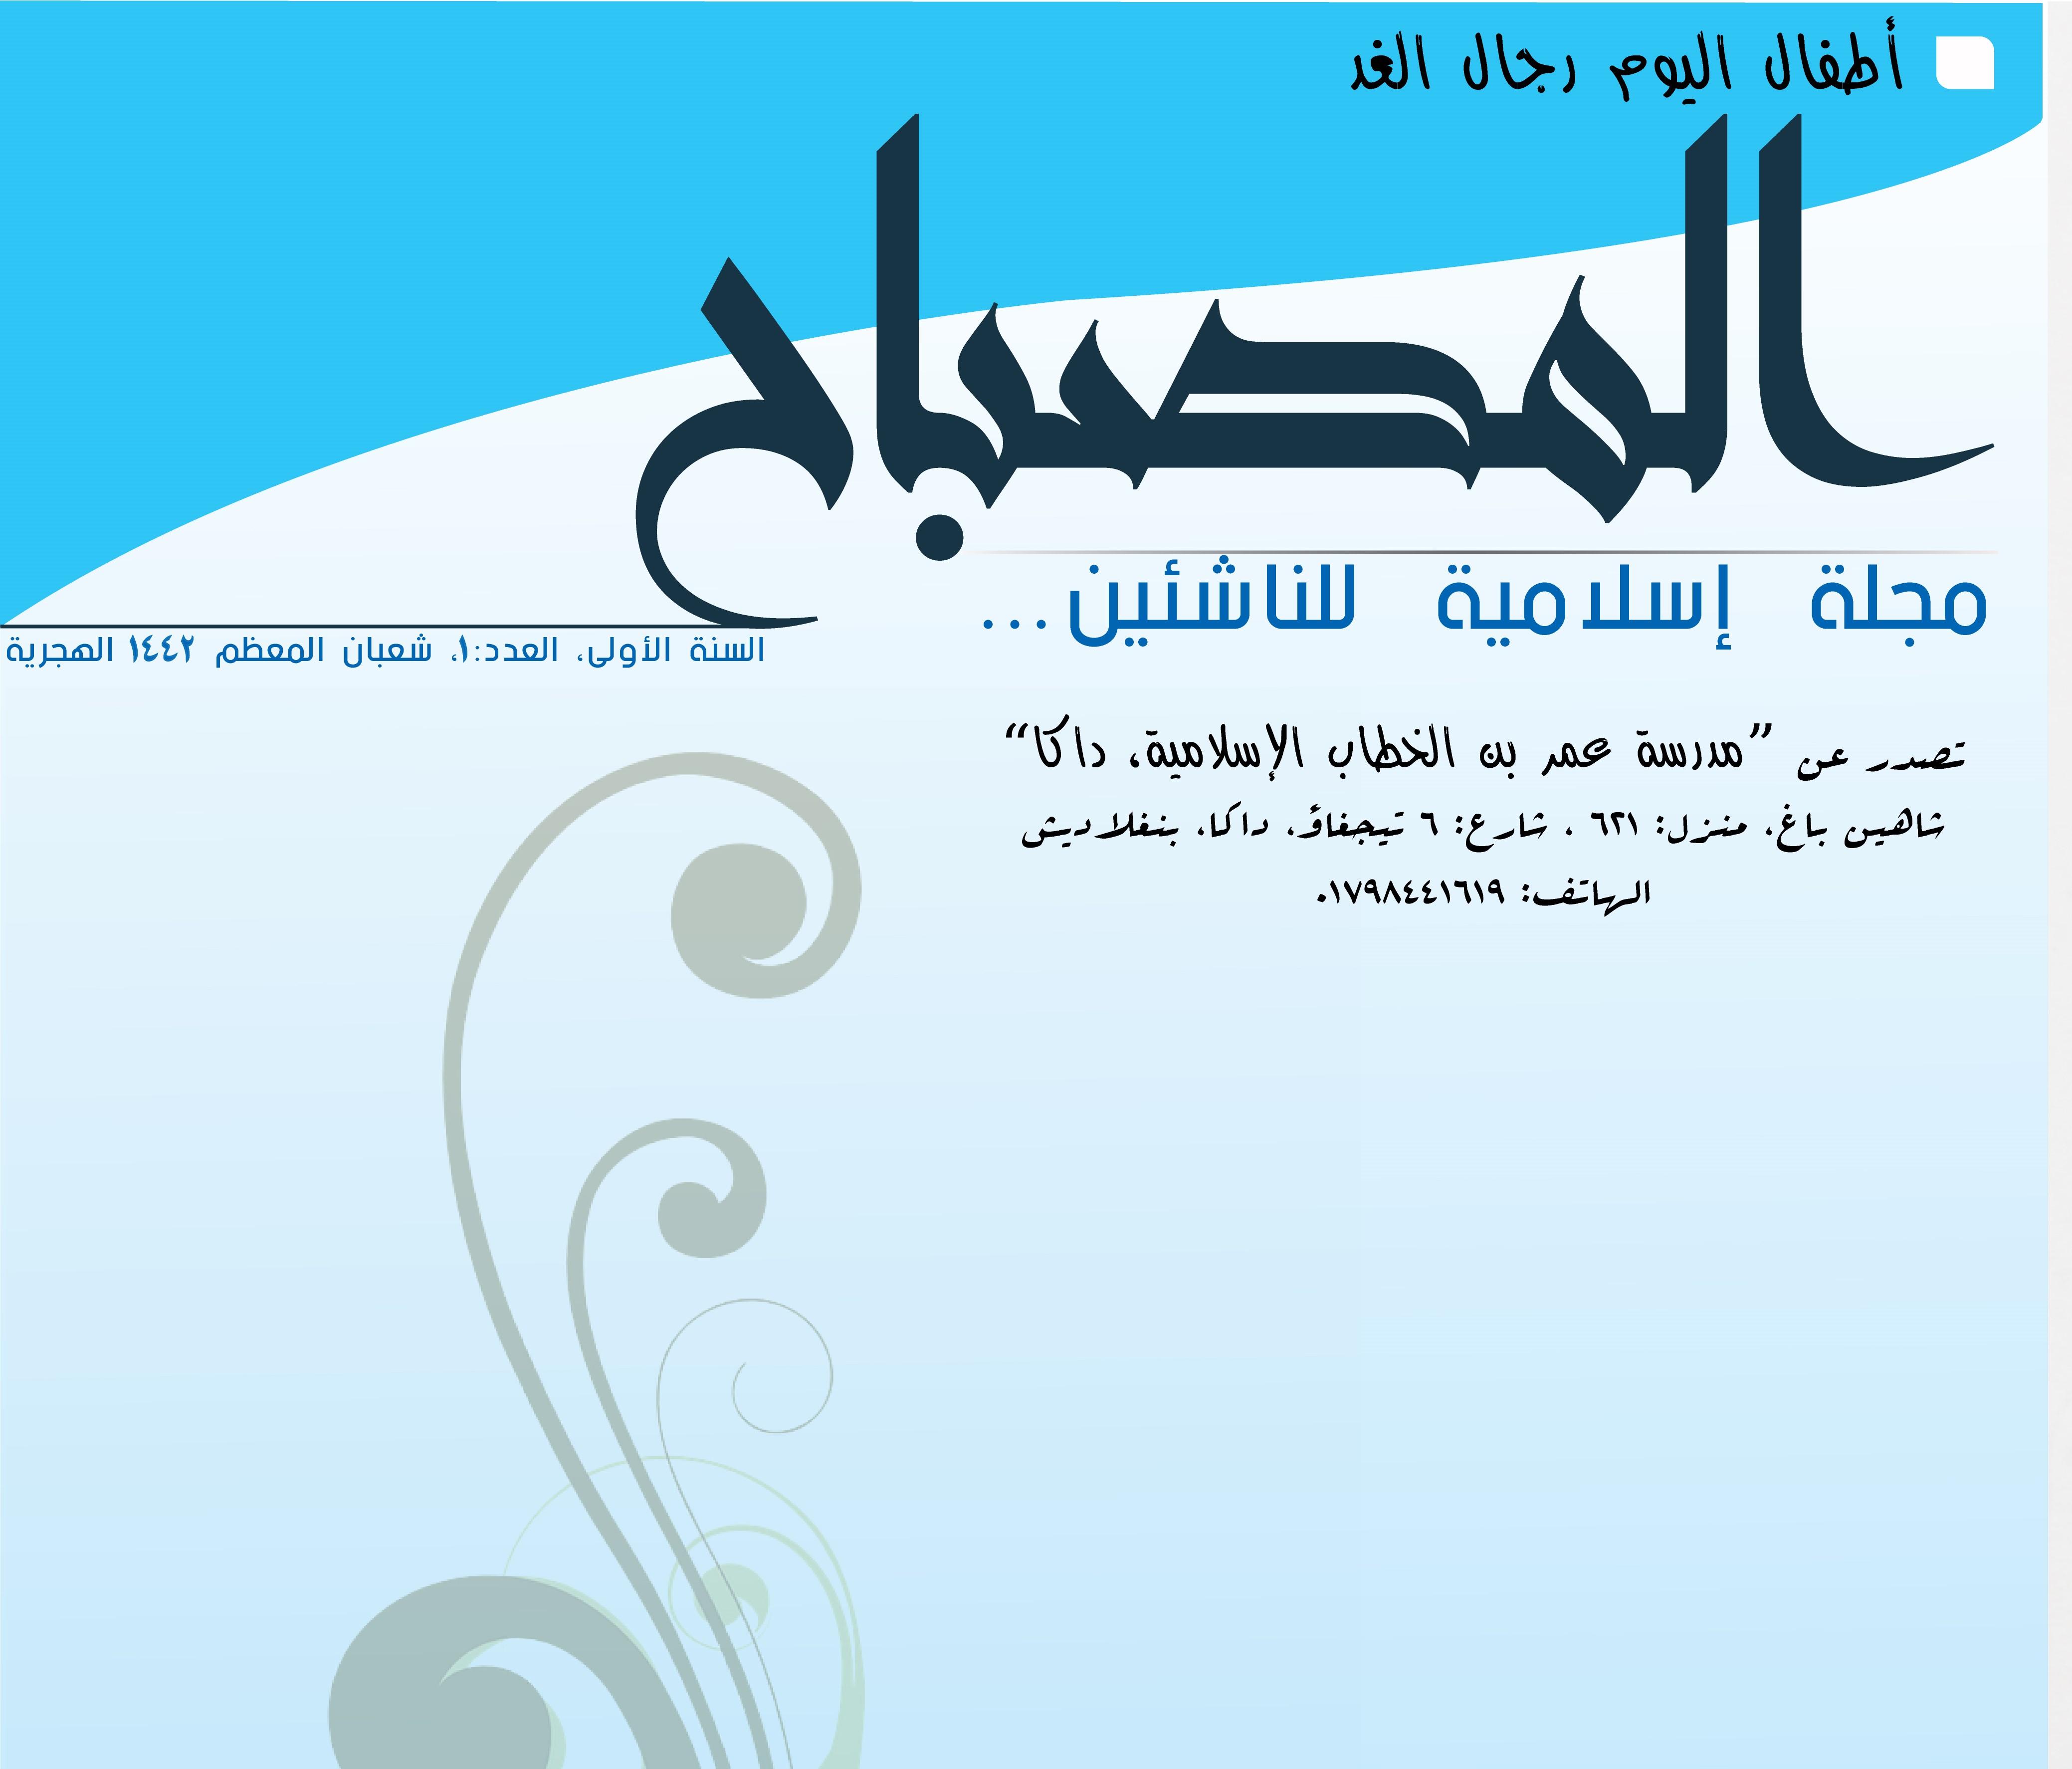 أطفال اليوم رجال الغد
المصباح
مجلة إسلامية للناشئين...
السنة الأولى، العدد:١، شعبان المعظم ١٤٤٢ الهجرية
تصدر عن ”مدرسة عمر بن الخطاب الإسلامية، داكا“
شاهين باغ، منزل: ٦٢١ ، شارع: ٦ تيجغاؤ، داكا، بنغلاديش
الهاتف: ٠١٧٩٨٤٤١٦١٩